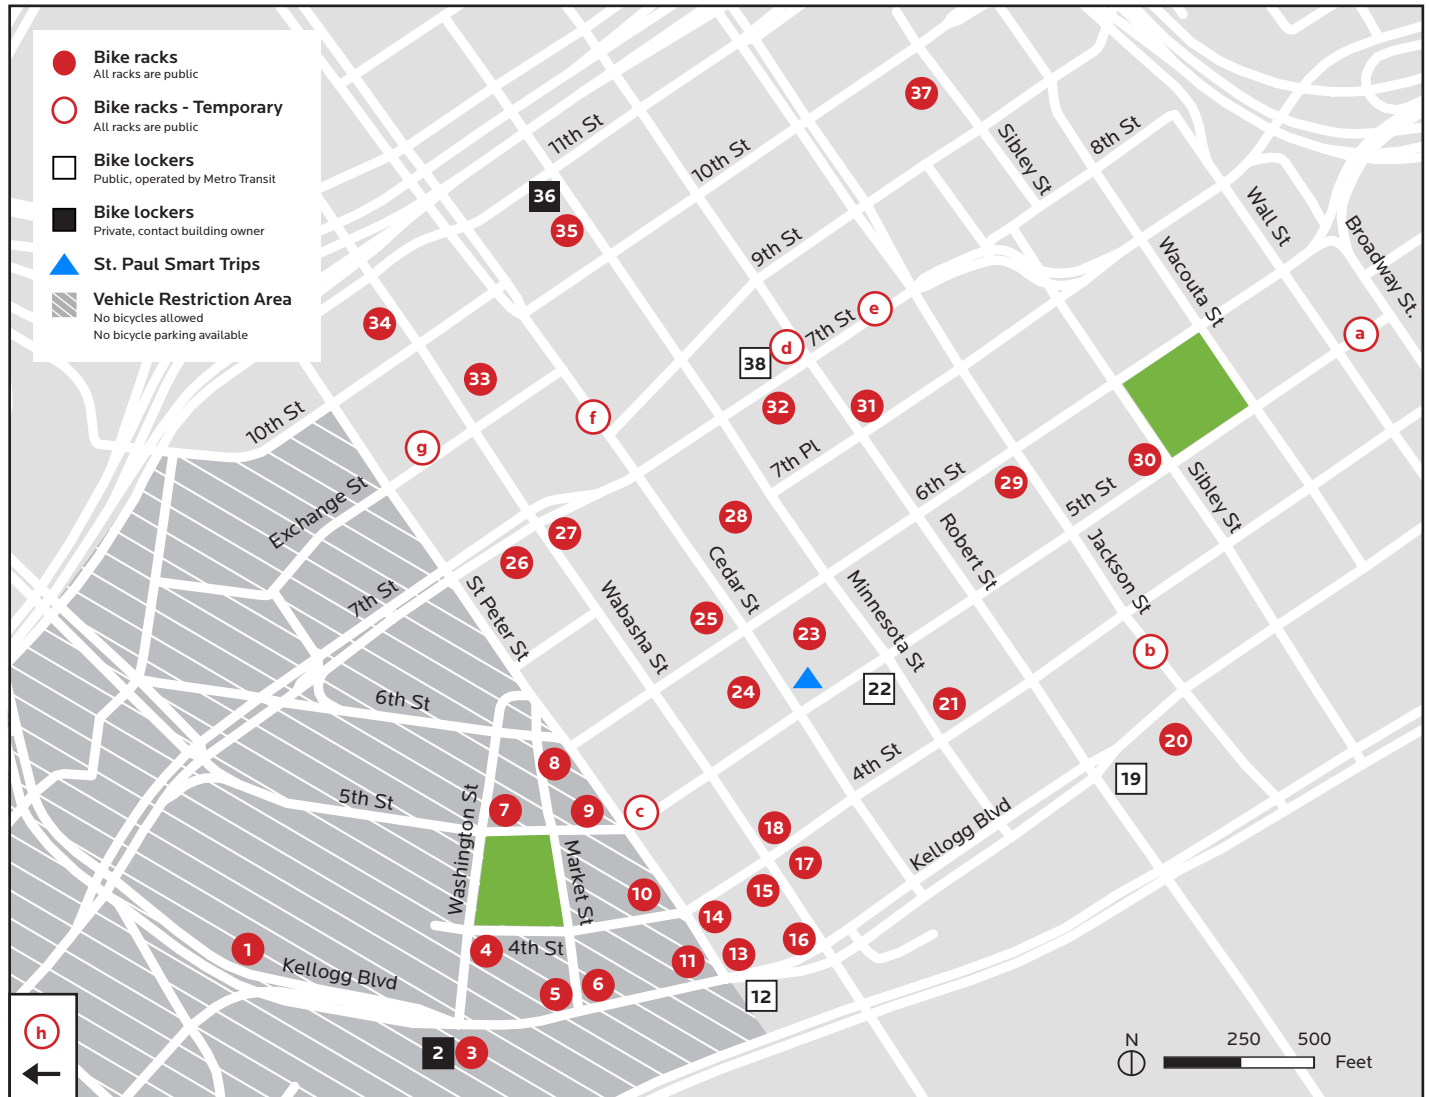 Bike racks
All racks are public
Bike racks - Temporary
All racks are public
Bike lockers
Public, operated by Metro Transit
Bike lockers
Private, contact building owner
St. Paul Smart Trips
Vehicle Restriction Area
No bicycles allowed
No bicycle parking available
37
11th St
10th St
Sibley St
8th St
36
35
Wall St
Broadway St.
9th St
Wacouta St
34
e
7th St
d
38
a
33
32
31
f
10th St
g
7th Pl
6th St
29
30
5th St
Sibley St
Exchange St
28
27
26
Robert St
Jackson St
7th St
St Peter St
Wabasha St
Cedar St
Minnesota St
25
23
b
22
24
21
6th St
20
19
4th St
8
5th St
7
9
c
Washington St
Market St
18
17
Kellogg Blvd
15
10
14
16
13
11
1
4
4th St
Kellogg Blvd
5
6
12
h
2
3
N
250
500
Feet